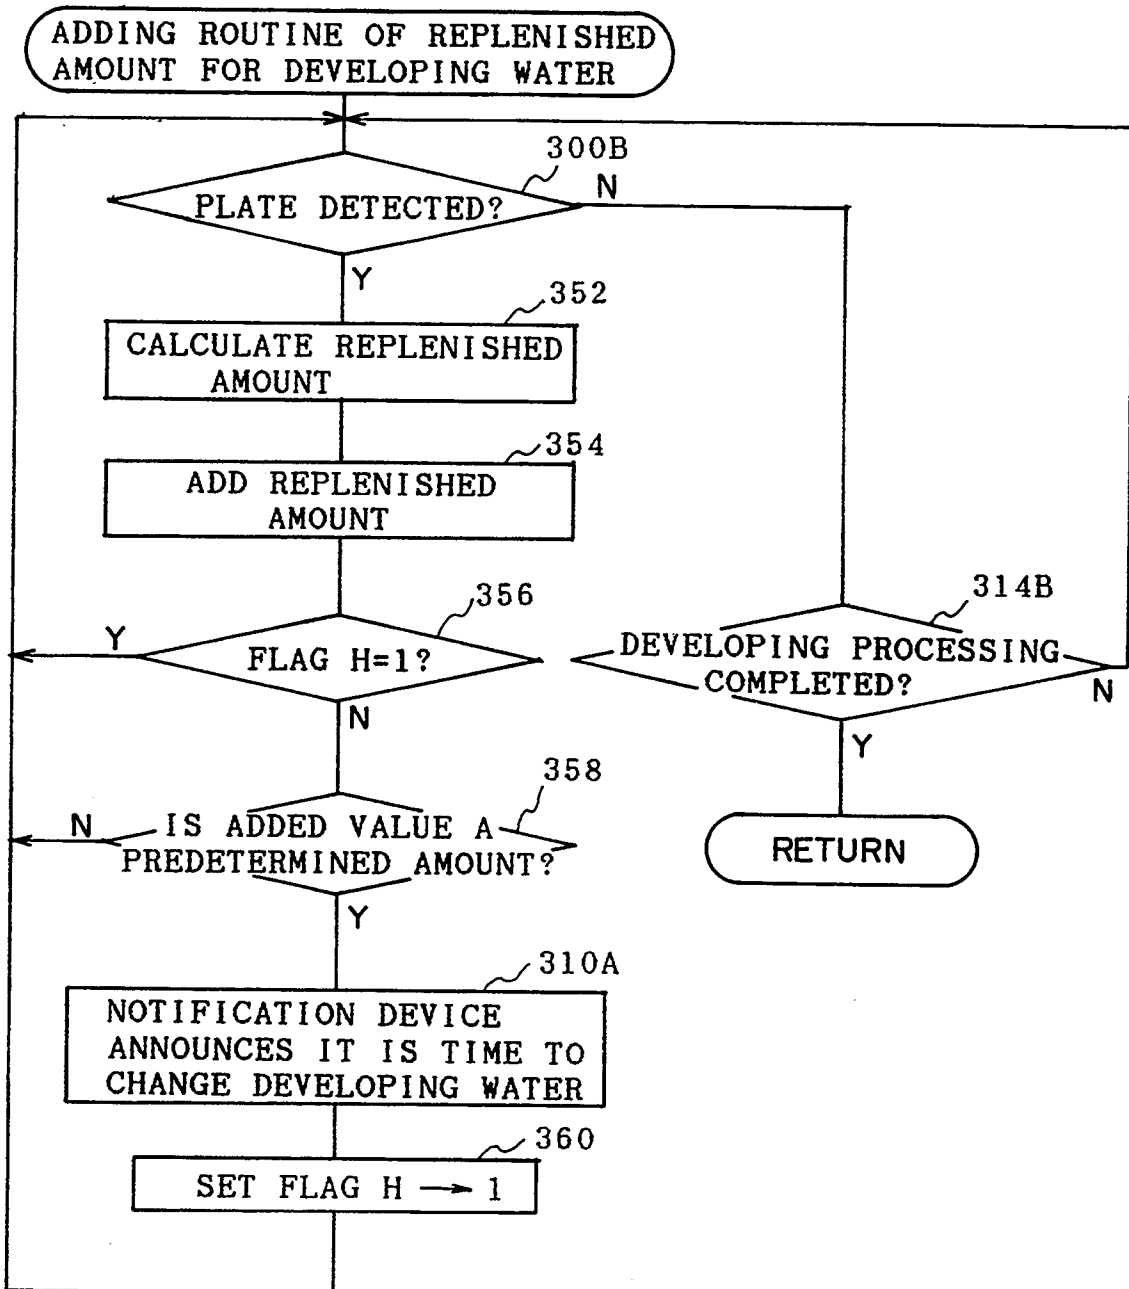 ADDING ROUTINE OF REPLENISHED
AMOUNT FOR DEVELOPING WATER
300B
PLATE DETECTED?
N
Y
352
CALCULATE REPLENISHED
AMOUNT
354
ADD REPLENISHED
AMOUNT
356
Y
FLAG H=1?
N
314B
DEVELOPING PROCESSING
COMPLETED?
N
Y
RETURN
358
N
IS ADDED VALUE A
PREDETERMINED AMOUNT?
Y
310A
NOTIFICATION DEVICE
ANNOUNCES IT IS TIME TO
CHANGE DEVELOPING WATER
360
SET FLAG H → 1